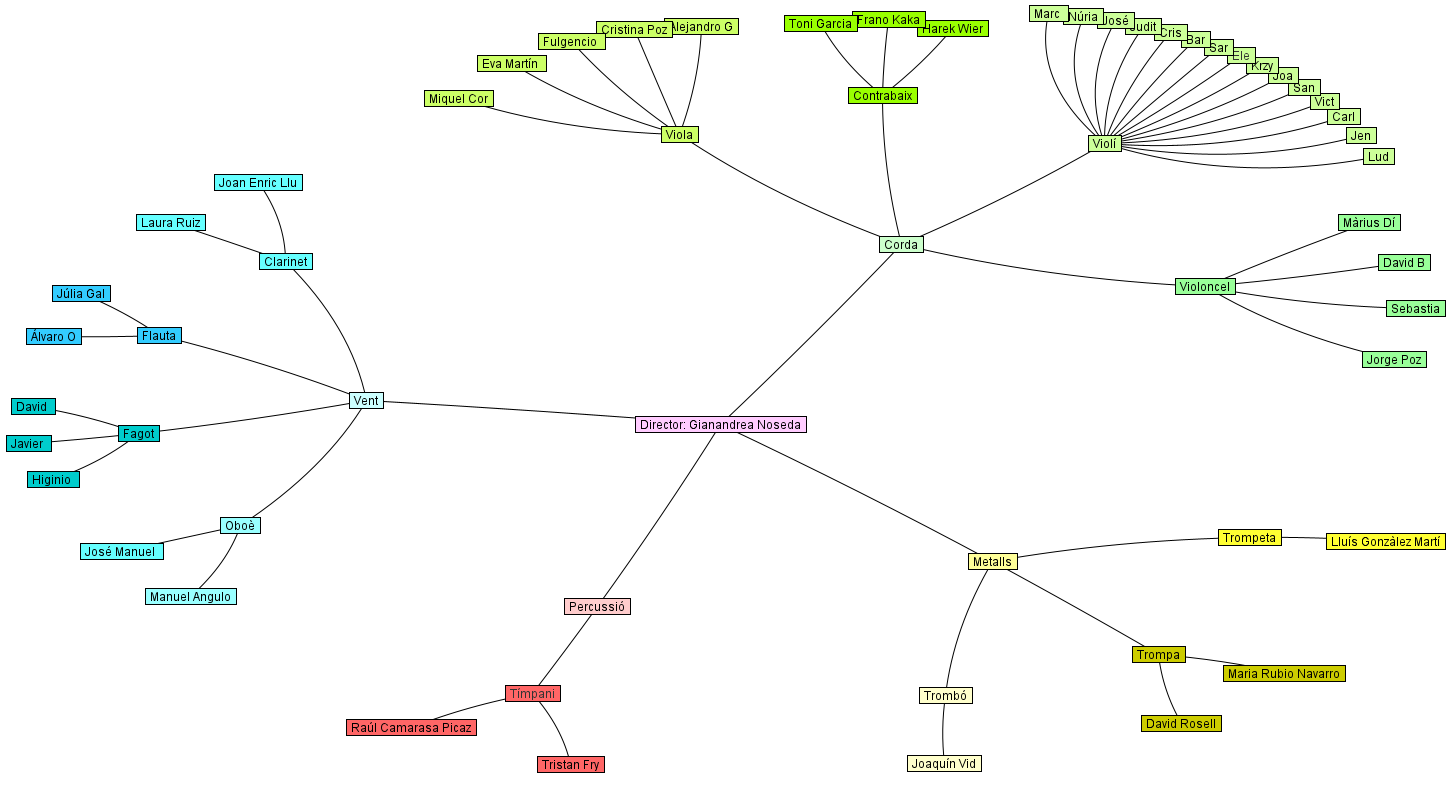 Marc
Núria
José
Judit
Cris
Bar
Sar
Ele
Krzy
Joa
San
Vict
Carl
Jen
Lud
Violí
Toni Garcia
Frano Kaka
Harek Wier
Contrabaix
Alejandro G
Cristina Poz
Fulgencio
Eva Martín
Miquel Cor
Viola
Joan Enric Llu
Laura Ruiz
Clarinet
Corda
Màrius Dí
David B
Violoncel
Sebastia
Jorge Poz
Júlia Gal
Álvaro O
Flauta
Vent
David
Javier
Fagot
Higinio
Director: Gianandrea Noseda
Oboè
José Manuel
Manuel Angulo
Trompeta
Lluís Gonzàlez Martí
Metalls
Percussió
Trompa
Maria Rubio Navarro
David Rosell
Tímpani
Raúl Camarasa Picaz
Tristan Fry
Trombó
Joaquín Vid